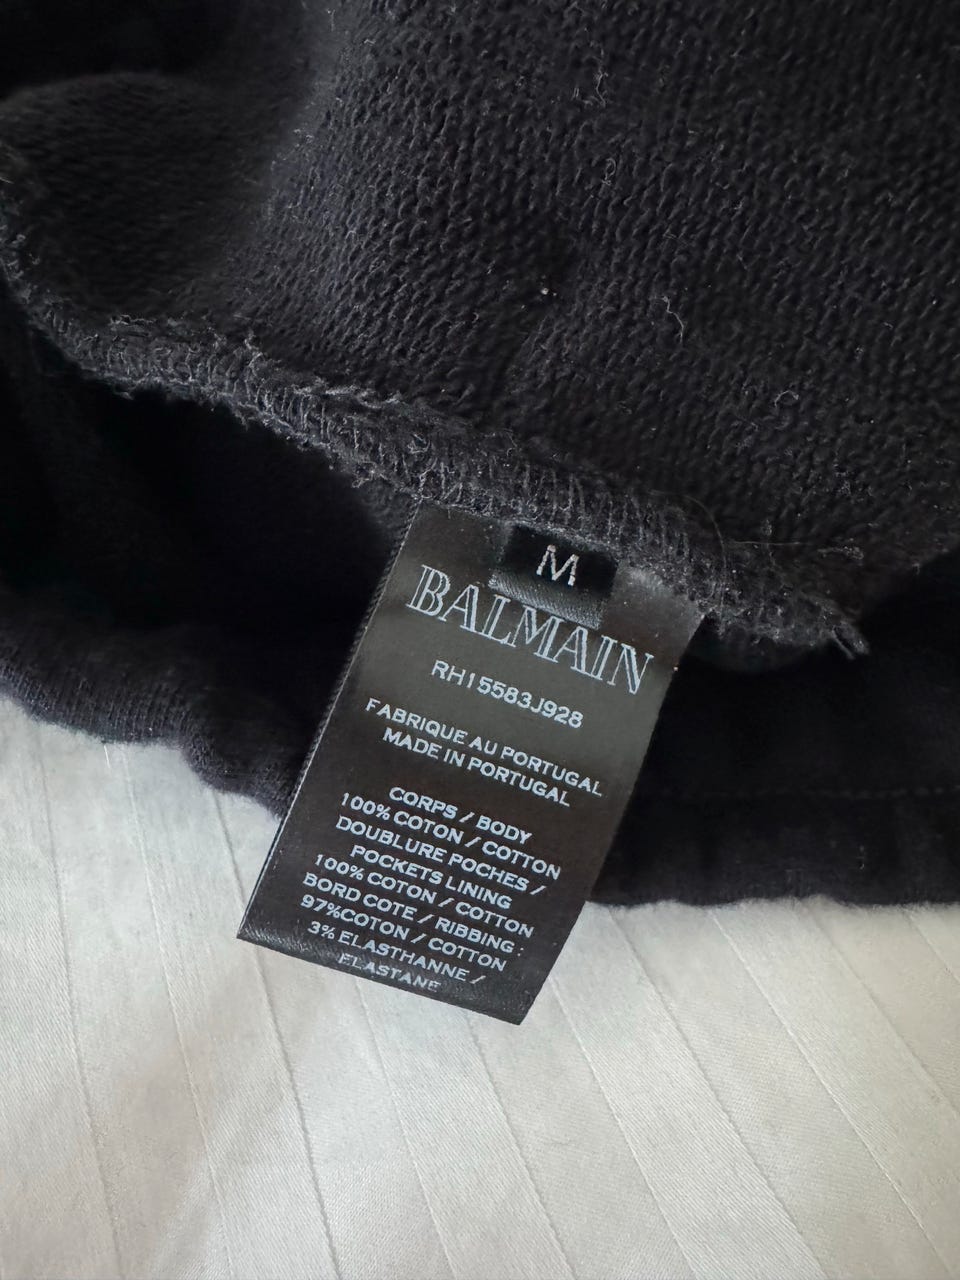 M
BALMAIN
RH15583J928
FABRIQUE AU PORTUGAL
MADE IN PORTUGAL
CORPS / BODY
100% COTON / COTTON
DOUBLURE POCHES /
POCKETS LINING
100% COTON / COTTON
BORD COTE / RIBBING :
97%COTON / COTTON
3% ELASTHANNE /
ELASTANE